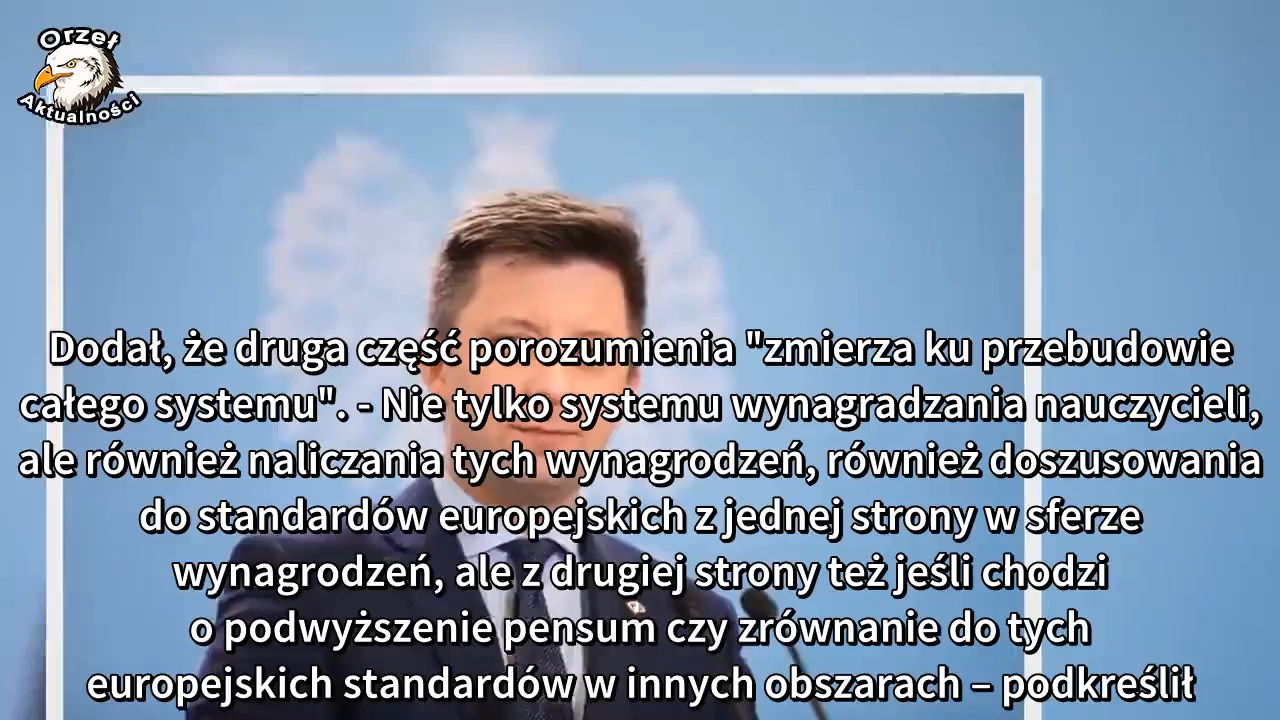 Orzeł
Aktualności
Dodał, że druga część porozumienia "zmierza ku przebudowie
całego systemu". - Nie tylko systemu wynagradzania nauczycieli,
ale również naliczania tych wynagrodzeń, również doszusowania
do standardów europejskich z jednej strony w sferze
wynagrodzeń, ale z drugiej strony też jeśli chodzi
o podwyższenie pensum czy zrównanie do tych
europejskich standardów w innych obszarach – podkreślił